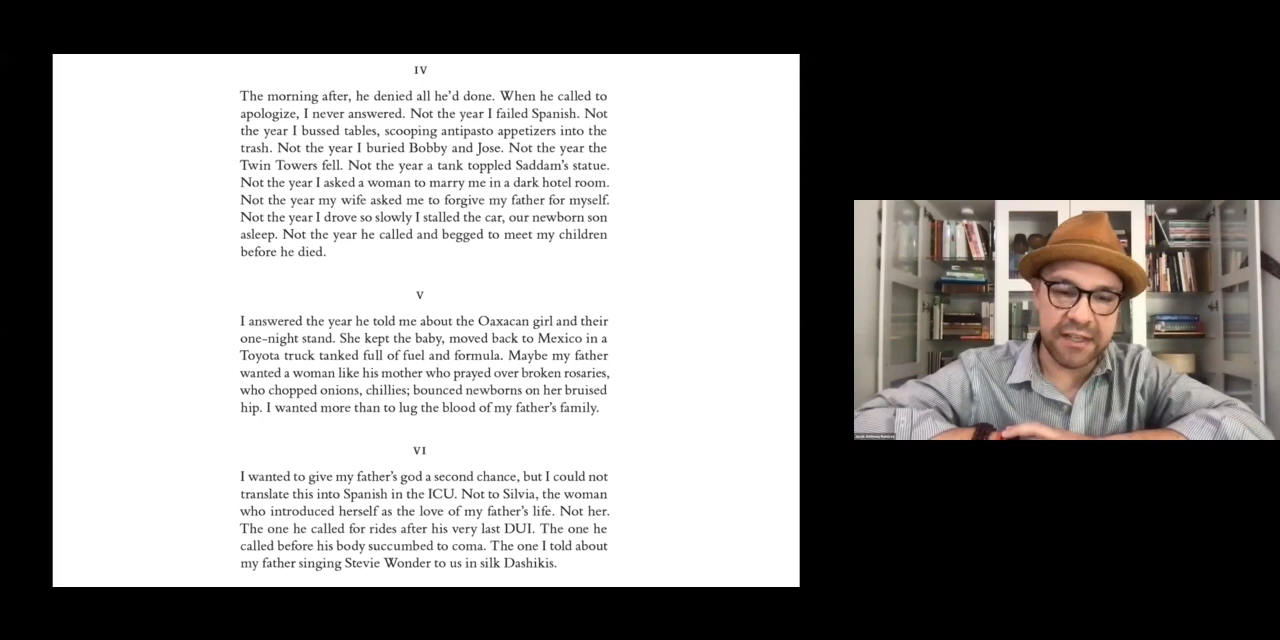 IV
The morning after, he denied all he’d done. When he called to
apologize, I never answered. Not the year I failed Spanish. Not
the year I bussed tables, scooping antipasto appetizers into the
trash. Not the year I buried Bobby and Jose. Not the year the
Twin Towers fell. Not the year a tank toppled Saddam’s statue.
Not the year I asked a woman to marry me in a dark hotel room.
Not the year my wife asked me to forgive my father for myself.
Not the year I drove so slowly I stalled the car, our newborn son
asleep. Not the year he called and begged to meet my children
before he died.
V
I answered the year he told me about the Oaxacan girl and their
one-night stand. She kept the baby, moved back to Mexico in a
Toyota truck tanked full of fuel and formula. Maybe my father
wanted a woman like his mother who prayed over broken rosaries,
who chopped onions, chillies; bounced newborns on her bruised
hip. I wanted more than to lug the blood of my father’s family.
VI
I wanted to give my father’s god a second chance, but I could not
translate this into Spanish in the ICU. Not to Silvia, the woman
who introduced herself as the love of my father’s life. Not her.
The one he called for rides after his very last DUI. The one he
called before his body succumbed to coma. The one I told about
my father singing Stevie Wonder to us in silk Dashikis.